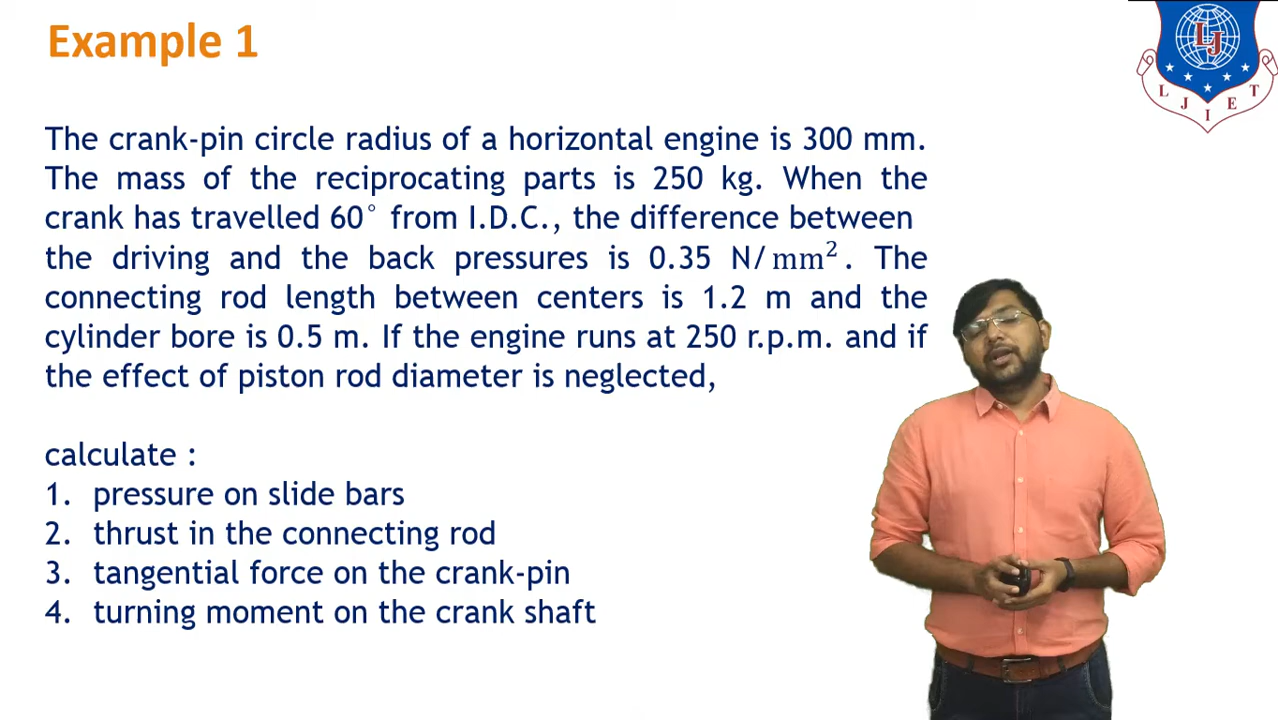 Example 1
The crank-pin circle radius of a horizontal engine is 300 mm.
The mass of the reciprocating parts is 250 kg. When the
crank has travelled 60° from I.D.C., the difference between
the driving and the back pressures is 0.35 N/mm². The
connecting rod length between centers is 1.2 m and the
cylinder bore is 0.5 m. If the engine runs at 250 r.p.m. and if
the effect of piston rod diameter is neglected,
calculate :
1. pressure on slide bars
2. thrust in the connecting rod
3. tangential force on the crank-pin
4. turning moment on the crank shaft
LJ
L J I E T